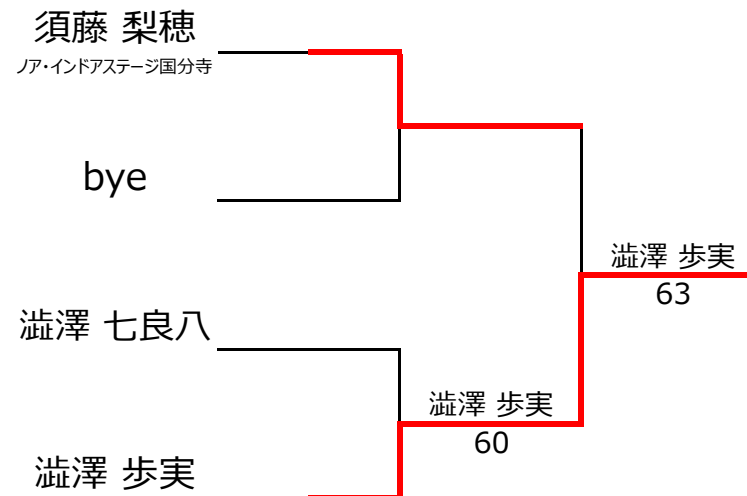 須藤 梨穂
ノア・インドアステージ国分寺
bye
澁澤 歩実
63
澁澤 七良八
澁澤 歩実
60
澁澤 歩実